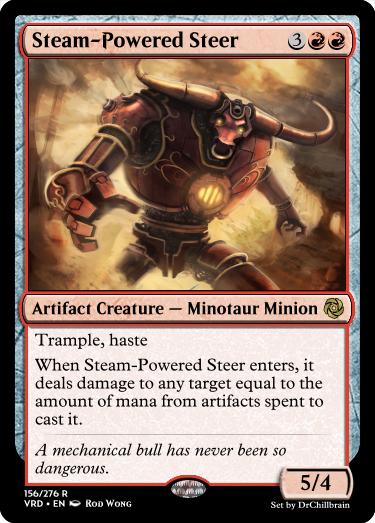 Steam-Powered Steer 3
Artifact Creature — Minotaur Minion
Trample, haste
When Steam-Powered Steer enters, it
deals damage to any target equal to the
amount of mana from artifacts spent to
cast it.
A mechanical bull has never been so
dangerous.
5/4
156/276 R
VRD • EN Rod Wong
Set by DrChillbrain